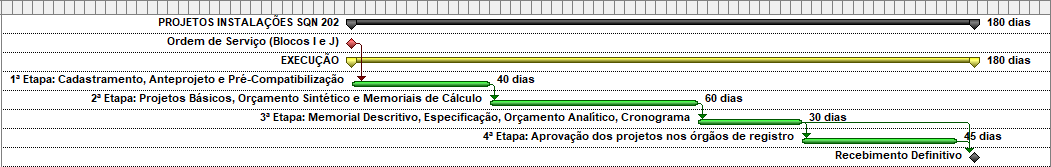 PROJETOS INSTALAÇÕES SQN 202 180 dias
Ordem de Serviço (Blocos I e J)
EXECUÇÃO 180 dias
1ª Etapa: Cadastramento, Anteprojeto e Pré-Compatibilização 40 dias
2ª Etapa: Projetos Básicos, Orçamento Sintético e Memoriais de Cálculo 60 dias
3ª Etapa: Memorial Descritivo, Especificação, Orçamento Analítico, Cronograma 30 dias
4ª Etapa: Aprovação dos projetos nos órgãos de registro 45 dias
Recebimento Definitivo